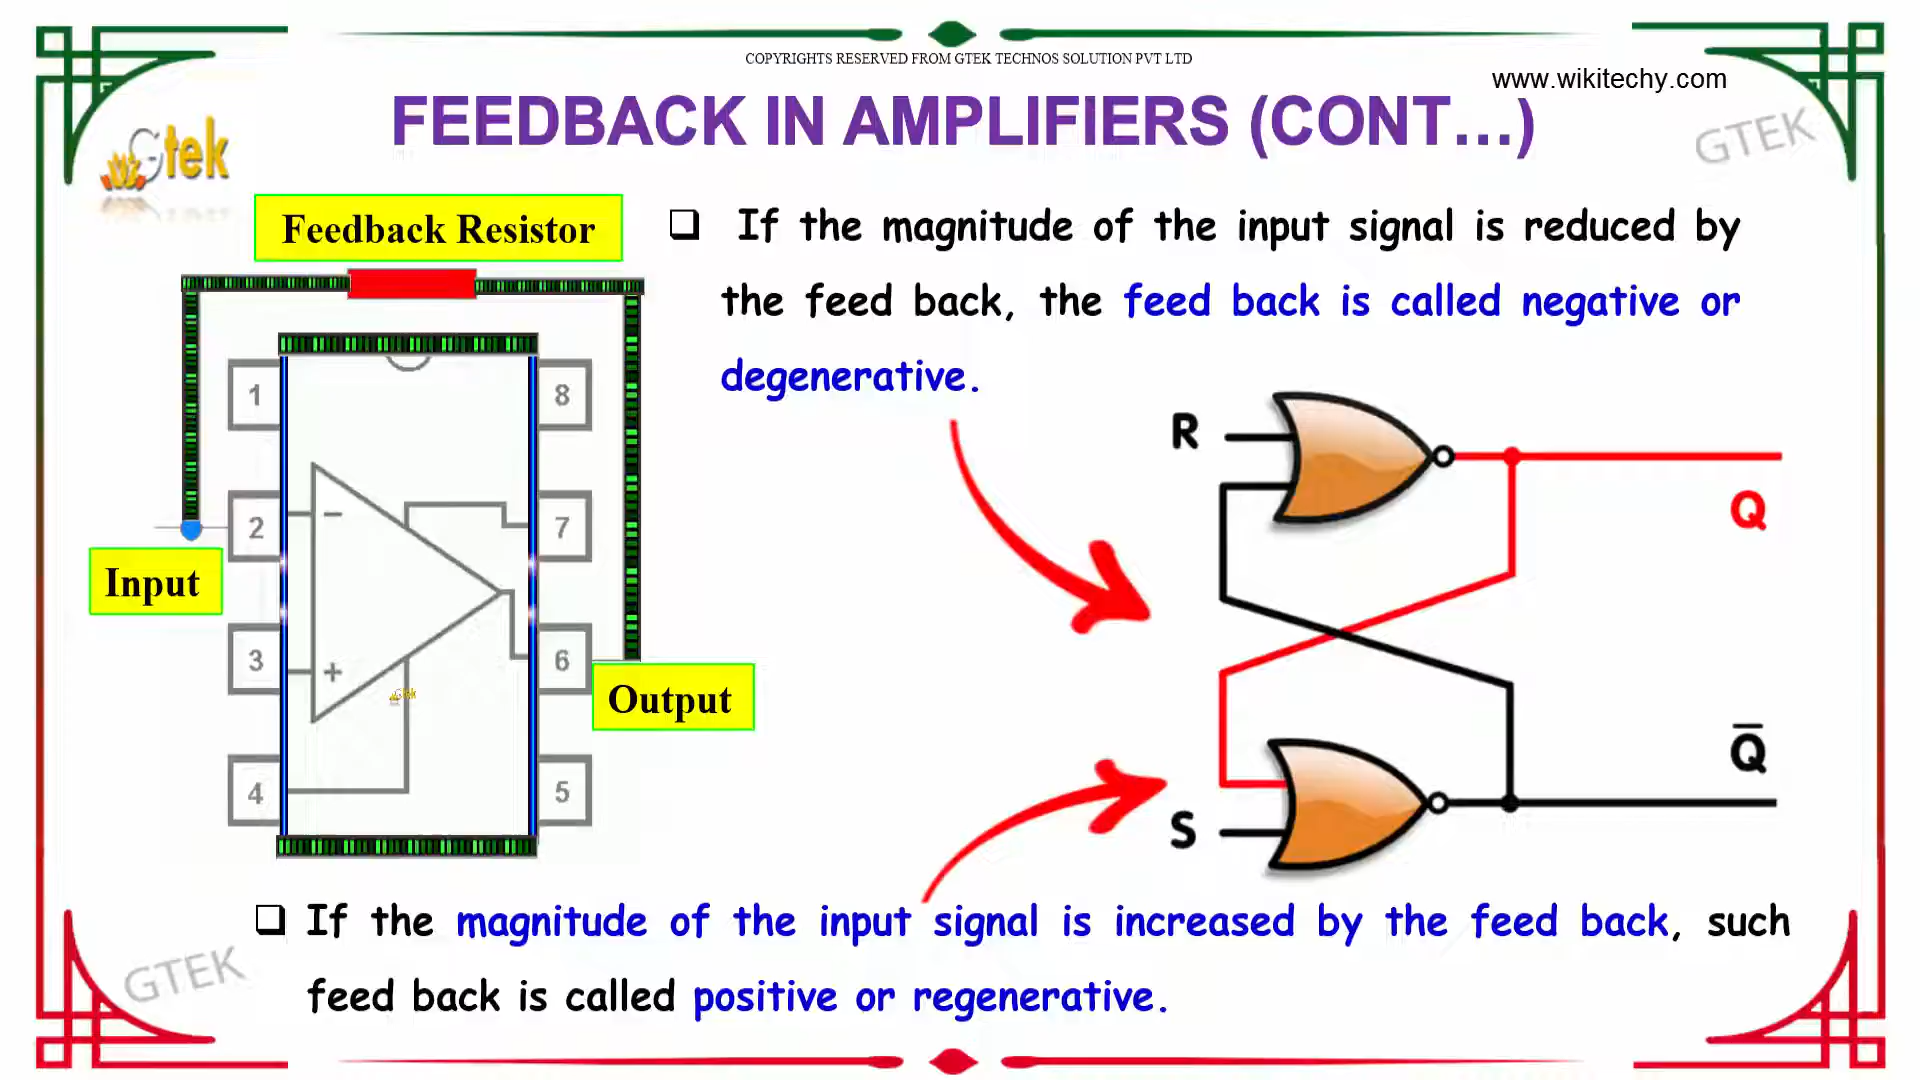 COPYRIGHTS RESERVED FROM GTEK TECHNOS SOLUTION PVT LTD
www.wikitechy.com
FEEDBACK IN AMPLIFIERS (CONT...)
Gtek
GTEK
Feedback Resistor
If the magnitude of the input signal is reduced by
the feed back, the feed back is called negative or
degenerative.
1
8
2
7
3
6
4
5
−
+
Input
Output
R
Q
S
Q̅
If the magnitude of the input signal is increased by the feed back, such
feed back is called positive or regenerative.
GTEK